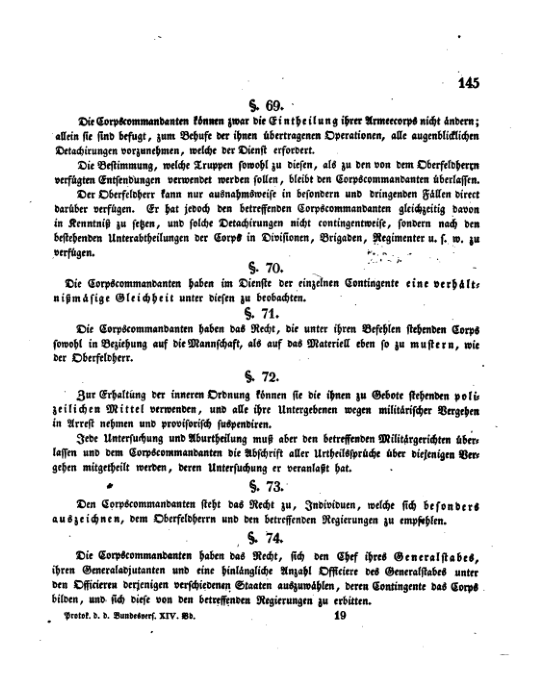 145
§. 69.
Die Corpscommandanten können zwar die Eintheilung ihrer Armeecorps nicht ändern;
allein sie sind befugt, zum Behufe der ihnen übertragenen Operationen, alle augenblicklichen
Detachirungen vorzunehmen, welche der Dienst erfordert.
Die Bestimmung, welche Truppen sowohl zu diesen, als zu den von dem Oberfeldherrn
verfügten Entsendungen verwendet werden sollen, bleibt den Corpscommandanten überlassen.
Der Oberfeldherr kann nur ausnahmsweise in besondern und dringenden Fällen direct
darüber verfügen. Er hat jedoch den betreffenden Corpscommandanten gleichzeitig davon
in Kenntniß zu setzen, und solche Detachirungen nicht contingentweise, sondern nach den
bestehenden Unterabtheilungen der Corps in Divisionen, Brigaden, Regimenter u. s. w. zu
verfügen.
§. 70.
Die Corpscommandanten haben im Dienste der einzelnen Contingente eine verhält-
nißmäsige Gleichheit unter diesen zu beobachten.
§. 71.
Die Corpscommandanten haben das Recht, die unter ihren Befehlen stehenden Corps
sowohl in Beziehung auf die Mannschaft, als auf das Materiell eben so zu mustern, wie
der Oberfeldherr.
§. 72.
Zur Erhaltung der inneren Ordnung können sie die ihnen zu Gebote stehenden poli-
zeilichen Mittel verwenden, und alle ihre Untergebenen wegen militärischer Vergehen
in Arrest nehmen und provisorisch suspendiren.
Jede Untersuchung und Aburtheilung muß aber den betreffenden Militärgerichten über-
lassen und dem Corpscommandanten die Abschrift aller Urtheilssprüche über diejenigen Ver-
gehen mitgetheilt werden, deren Untersuchung er veranlaßt hat.
§. 73.
Den Corpscommandanten steht das Recht zu, Individuen, welche sich besonders
auszeichnen, dem Oberfeldherrn und den betreffenden Regierungen zu empfehlen.
§. 74.
Die Corpscommandanten haben das Recht, sich den Chef ihres Generalstabes,
ihren Generaladjutanten und eine hinlängliche Anzahl Officiere des Generalstabes unter
den Officieren derjenigen verschiedenen Staaten auszuwählen, deren Contingente das Corps
bilden, und sich diese von den betreffenden Regierungen zu erbitten.
Protok. d. d. Bundesvers. XIV. Bd. 19